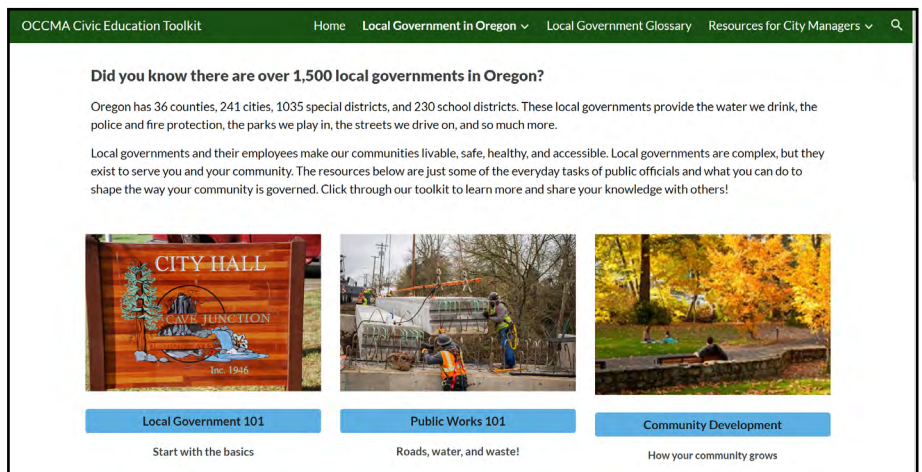 OCCMA Civic Education Toolkit Home Local Government in Oregon Local Government Glossary Resources for City Managers
Did you know there are over 1,500 local governments in Oregon?
Oregon has 36 counties, 241 cities, 1035 special districts, and 230 school districts. These local governments provide the water we drink, the
police and fire protection, the parks we play in, the streets we drive on, and so much more.
Local governments and their employees make our communities livable, safe, healthy, and accessible. Local governments are complex, but they
exist to serve you and your community. The resources below are just some of the everyday tasks of public officials and what you can do to
shape the way your community is governed. Click through our toolkit to learn more and share your knowledge with others!
CITY HALL
CAVE JUNCTION
Inc. 1946
Local Government 101
Public Works 101
Community Development
Start with the basics
Roads, water, and waste!
How your community grows